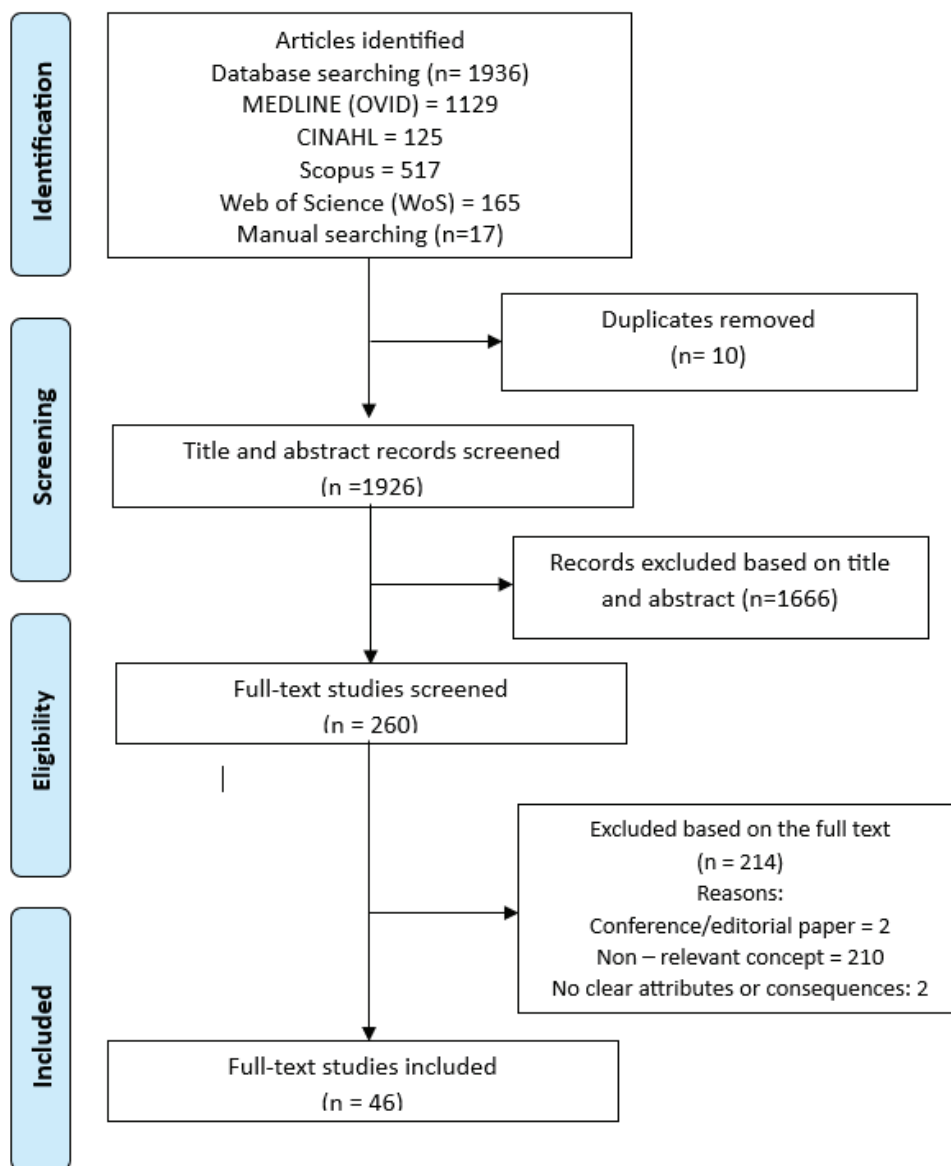 Identification
Articles identified
Database searching (n= 1936)
MEDLINE (OVID) = 1129
CINAHL = 125
Scopus = 517
Web of Science (WoS) = 165
Manual searching (n=17)
Duplicates removed
(n= 10)
Screening
Title and abstract records screened
(n =1926)
Records excluded based on title
and abstract (n=1666)
Eligibility
Full-text studies screened
(n = 260)
Excluded based on the full text
(n = 214)
Reasons:
Conference/editorial paper = 2
Non – relevant concept = 210
No clear attributes or consequences: 2
Included
Full-text studies included
(n = 46)